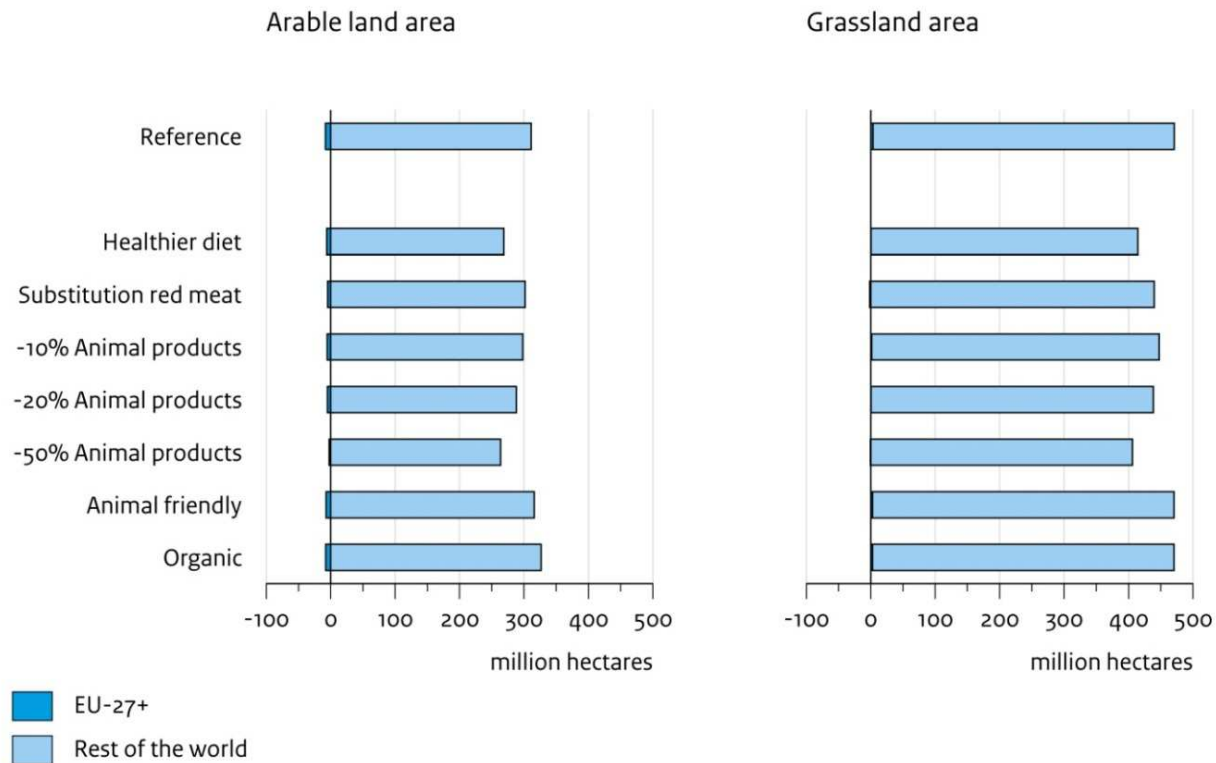 Arable land area
Grassland area
Reference
Healthier diet
Substitution red meat
-10% Animal products
-20% Animal products
-50% Animal products
Animal friendly
Organic
-100 0 100 200 300 400 500
-100 0 100 200 300 400 500
million hectares
million hectares
EU-27+
Rest of the world